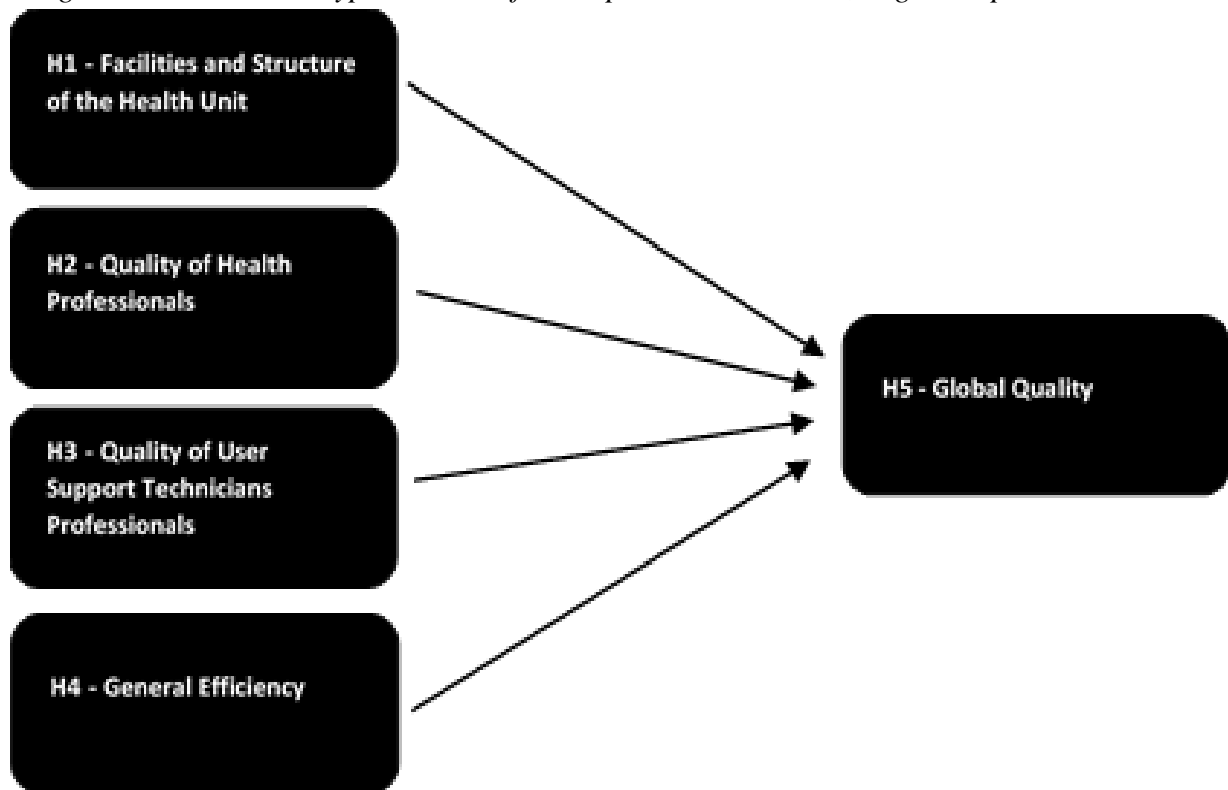 H1 - Facilities and Structure
of the Health Unit
H2 - Quality of Health
Professionals
H3 - Quality of User
Support Technicians
Professionals
H4 - General Efficiency
H5 - Global Quality